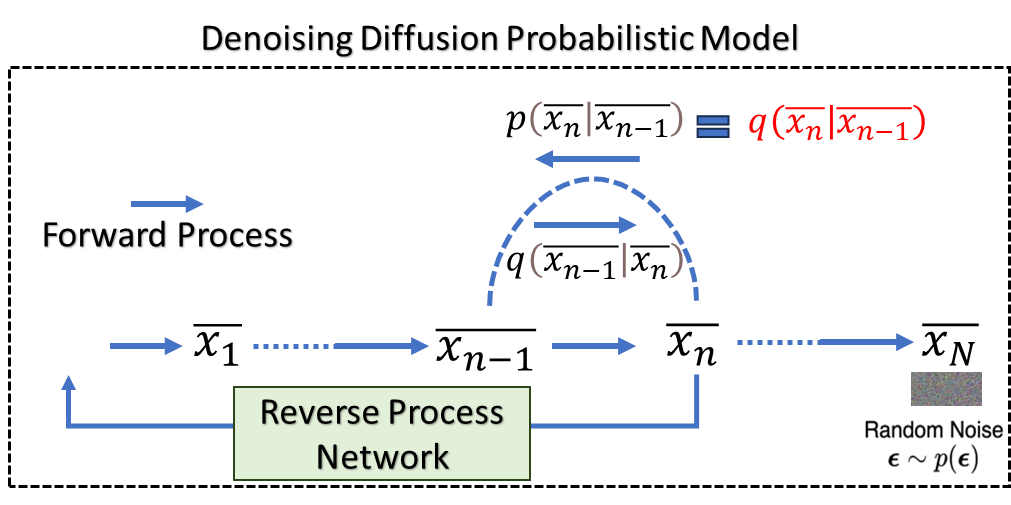 Denoising Diffusion Probabilistic Model
p(x̅ₙ|x̅ₙ₋₁) = q(x̅ₙ|x̅ₙ₋₁)
Forward Process
q(x̅ₙ₋₁|x̅ₙ)
x̅₁ x̅ₙ₋₁ x̅ₙ x̅_N
Reverse Process
Network
Random Noise
ϵ ∼ p(ϵ)